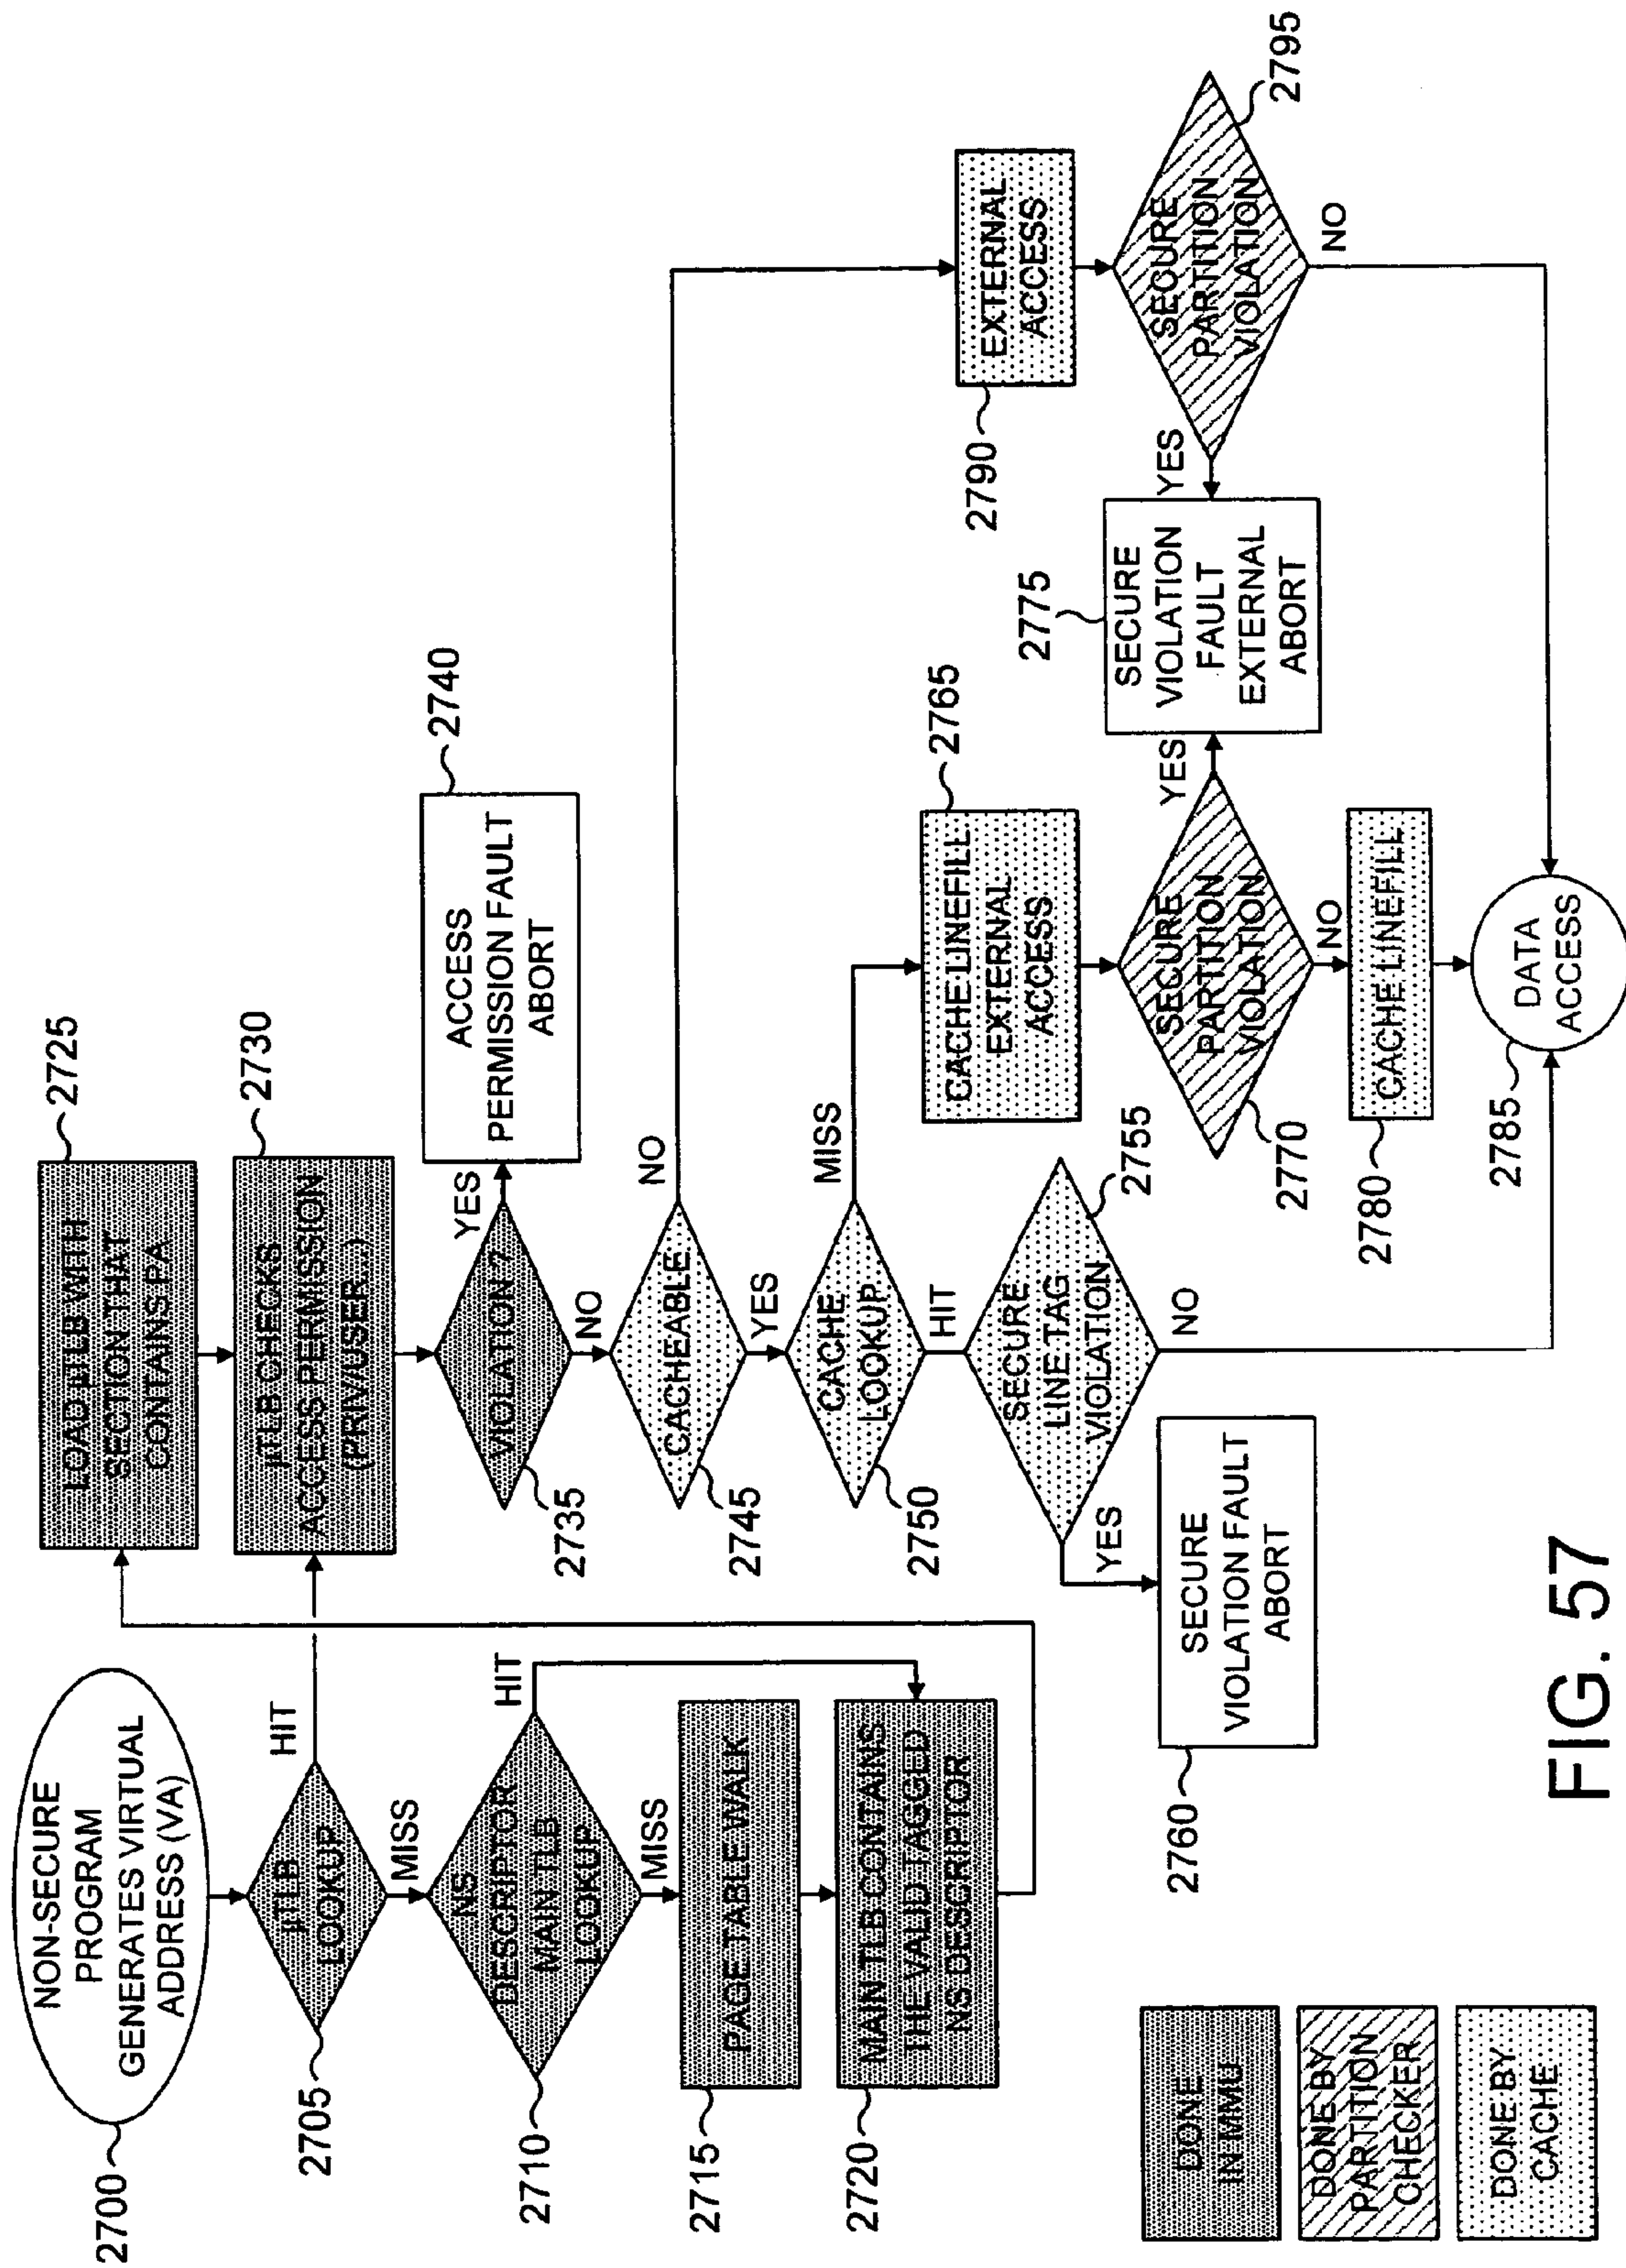 2700
NON-SECURE
PROGRAM
GENERATES VIRTUAL
ADDRESS (VA)
2705
µTLB
LOOKUP
HIT
MISS
2710
NS
DESCRIPTOR
MAIN TLB
LOOKUP
HIT
MISS
2715
PAGETABLE WALK
2720
MAIN TLB CONTAINS
THE VALID TAGGED
NS DESCRIPTOR
LOAD µTLB WITH
SECTION THAT
CONTAINS PA
2725
µTLB CHECKS
ACCESS PERMISSION
(PRIV/USER...)
2730
VIOLATION ?
2735
YES
NO
ACCESS
PERMISSION FAULT
ABORT
2740
CACHEABLE
2745
NO
YES
CACHE
LOOKUP
2750
MISS
HIT
SECURE
LINE TAG
VIOLATION
2755
YES
NO
SECURE
VIOLATION FAULT
ABORT
2760
CACHE LINEFILL
EXTERNAL
ACCESS
2765
SECURE
PARTITION
VIOLATION
2770
YES
NO
SECURE
VIOLATION
FAULT
EXTERNAL
ABORT
2775
CACHE LINEFILL
2780
DATA
ACCESS
2785
EXTERNAL
ACCESS
2790
SECURE
PARTITION
VIOLATION
2795
YES
NO
DONE
IN MMU
DONE BY
PARTITION
CHECKER
DONE BY
CACHE
FIG. 57